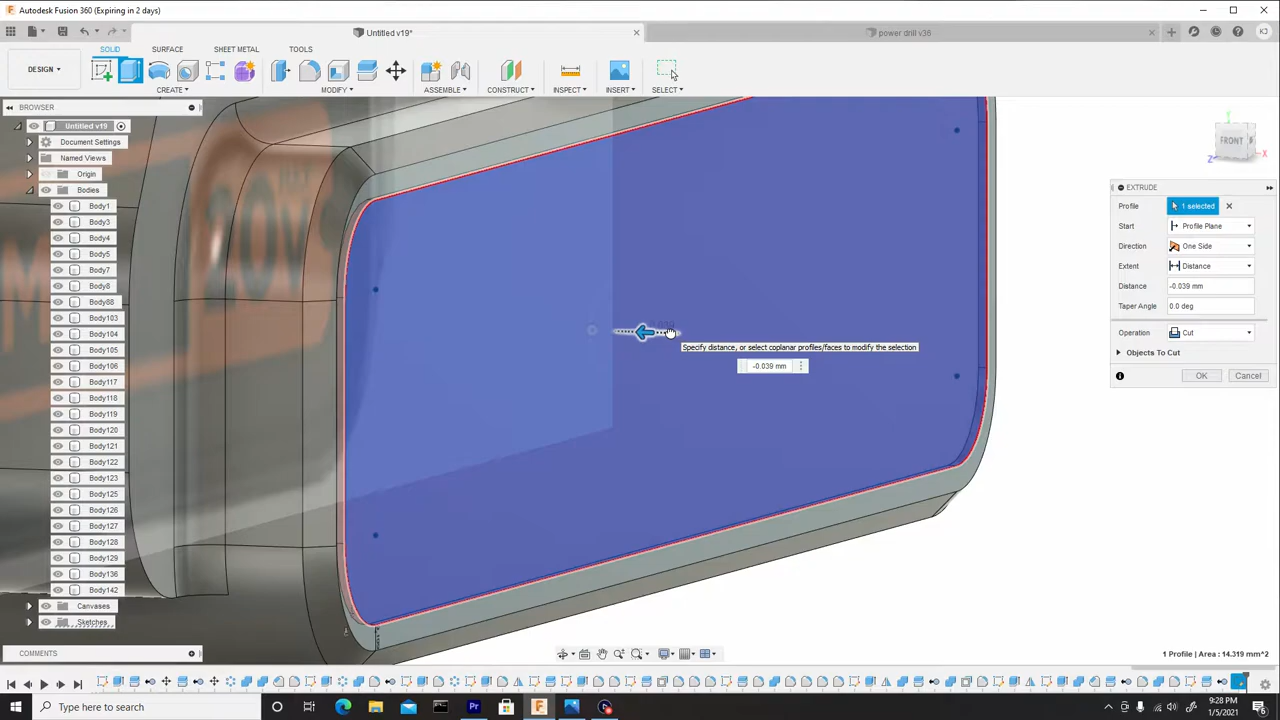 Autodesk Fusion 360 (Expiring in 2 days)
Untitled v19*
power drill v36
KJ
SOLID
SURFACE
SHEET METAL
TOOLS
DESIGN
CREATE
MODIFY
ASSEMBLE
CONSTRUCT
INSPECT
INSERT
SELECT
BROWSER
Untitled v19
Document Settings
Named Views
Origin
Bodies
Body1
Body3
Body4
Body5
Body7
Body8
Body88
Body103
Body104
Body105
Body106
Body117
Body118
Body119
Body120
Body121
Body122
Body123
Body125
Body126
Body127
Body128
Body129
Body136
Body142
Canvases
Sketches
COMMENTS
20V
FRONT
Z
X
Specify distance, or select coplanar profiles/faces to modify the selection
-0.039 mm
EXTRUDE
Profile 1 selected
Start Profile Plane
Direction One Side
Extent Distance
Distance -0.039 mm
Taper Angle 0.0 deg
Operation Cut
Objects To Cut
OK Cancel
1 Profile | Area : 14.319 mm^2
Type here to search
Pr
9:28 PM
1/5/2021